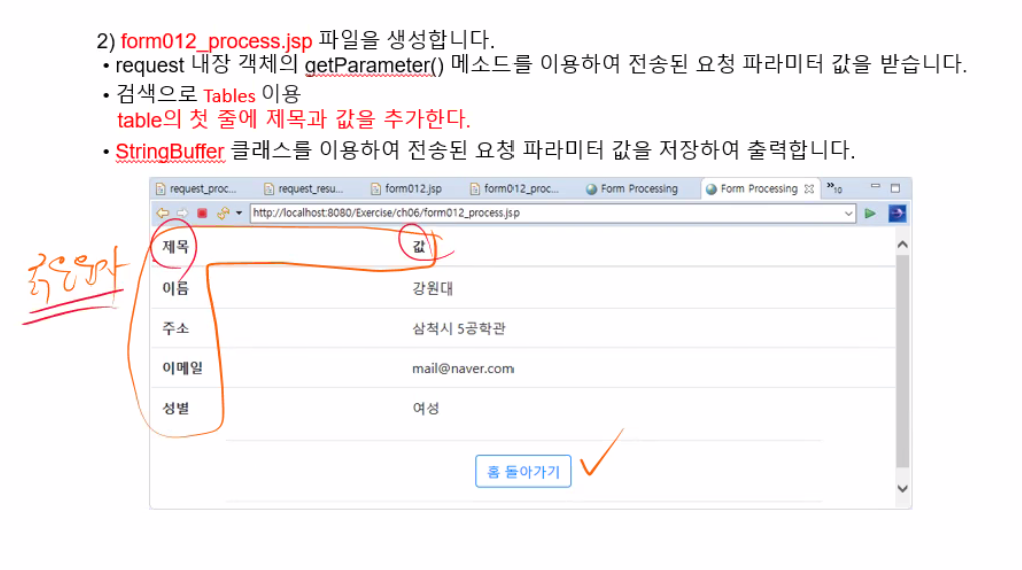 2) form012_process.jsp 파일을 생성합니다.
• request 내장 객체의 getParameter() 메소드를 이용하여 전송된 요청 파라미터 값을 받습니다.
• 검색으로 Tables 이용
table의 첫 줄에 제목과 값을 추가한다.
• StringBuffer 클래스를 이용하여 전송된 요청 파라미터 값을 저장하여 출력합니다.
request_proc... request_resu... form012.jsp form012_proc... Form Processing Form Processing »10
http://localhost:8080/Exercise/ch06/form012_process.jsp
제목 값
굵은문자
이름 강원대
주소 삼척시 5공학관
이메일 mail@naver.com
성별 여성
홈 돌아가기